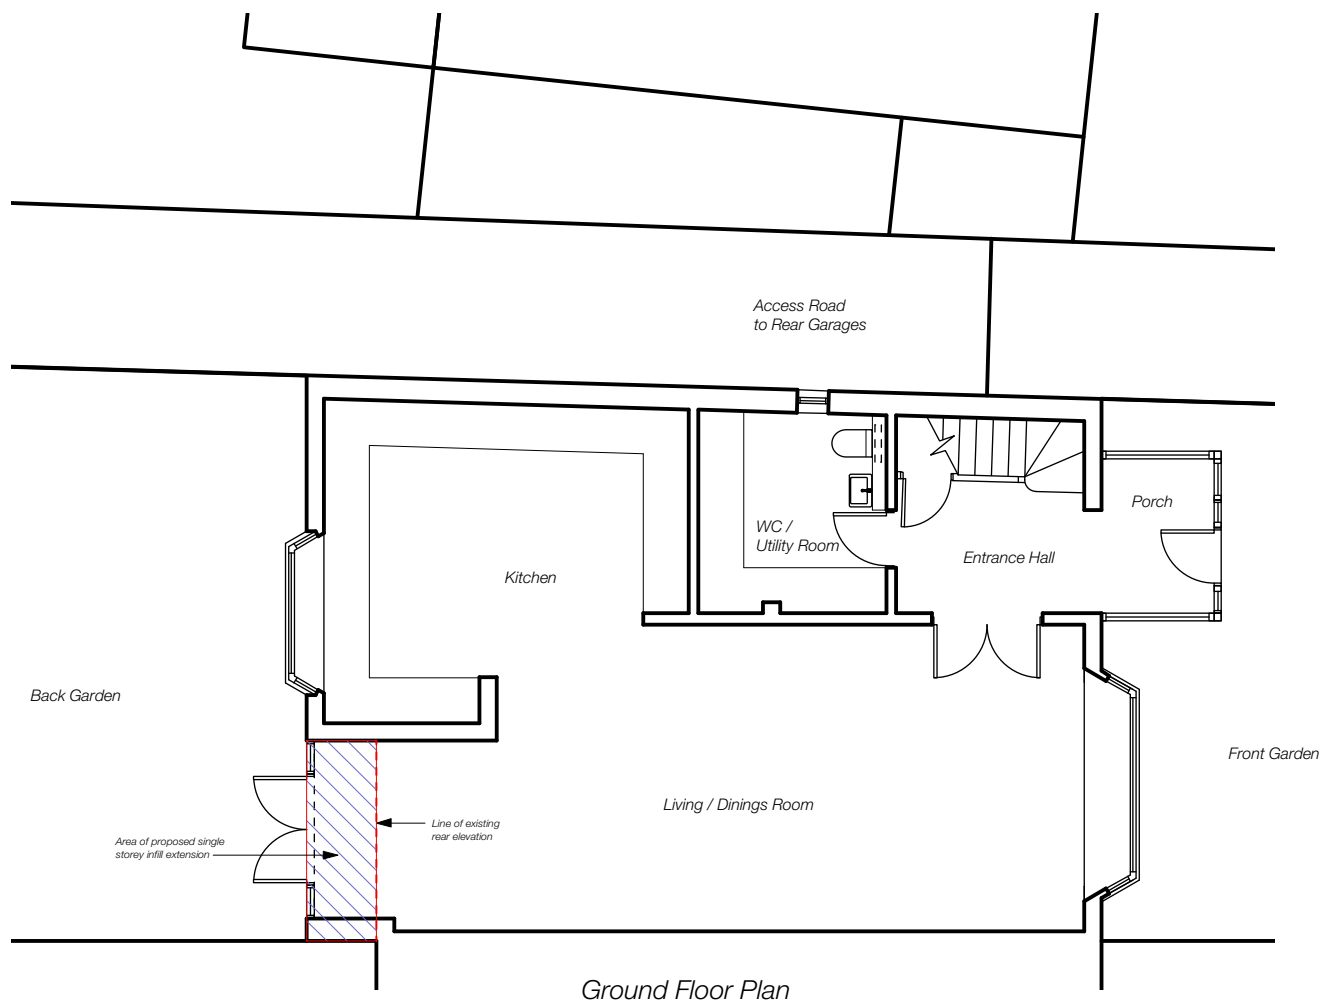 Access Road
to Rear Garages
Porch
WC /
Utility Room
Entrance Hall
Kitchen
Back Garden
Front Garden
Living / Dinings Room
Line of existing
rear elevation
Area of proposed single
storey infill extension
Ground Floor Plan